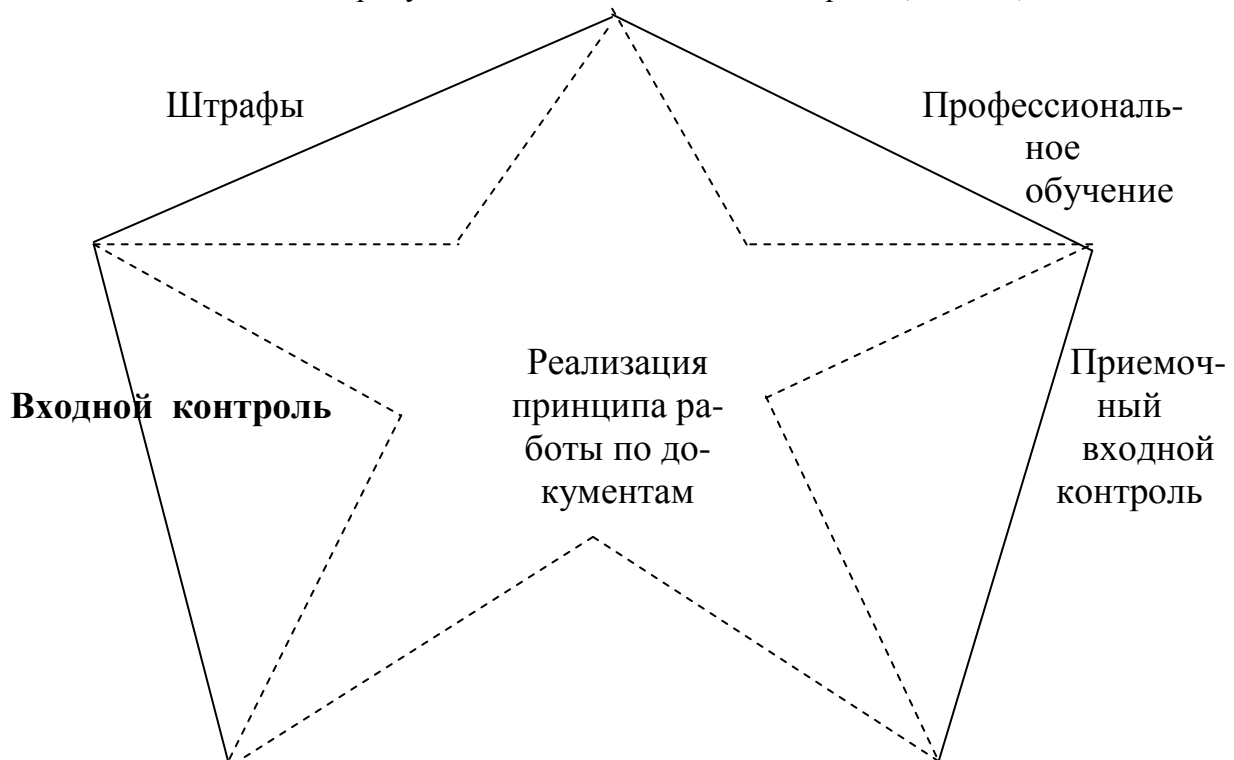 Штрафы
Профессиональ-
ное
обучение
Реализация
принципа ра-
боты по до-
кументам
Входной контроль
Приемоч-
ный
входной
контроль